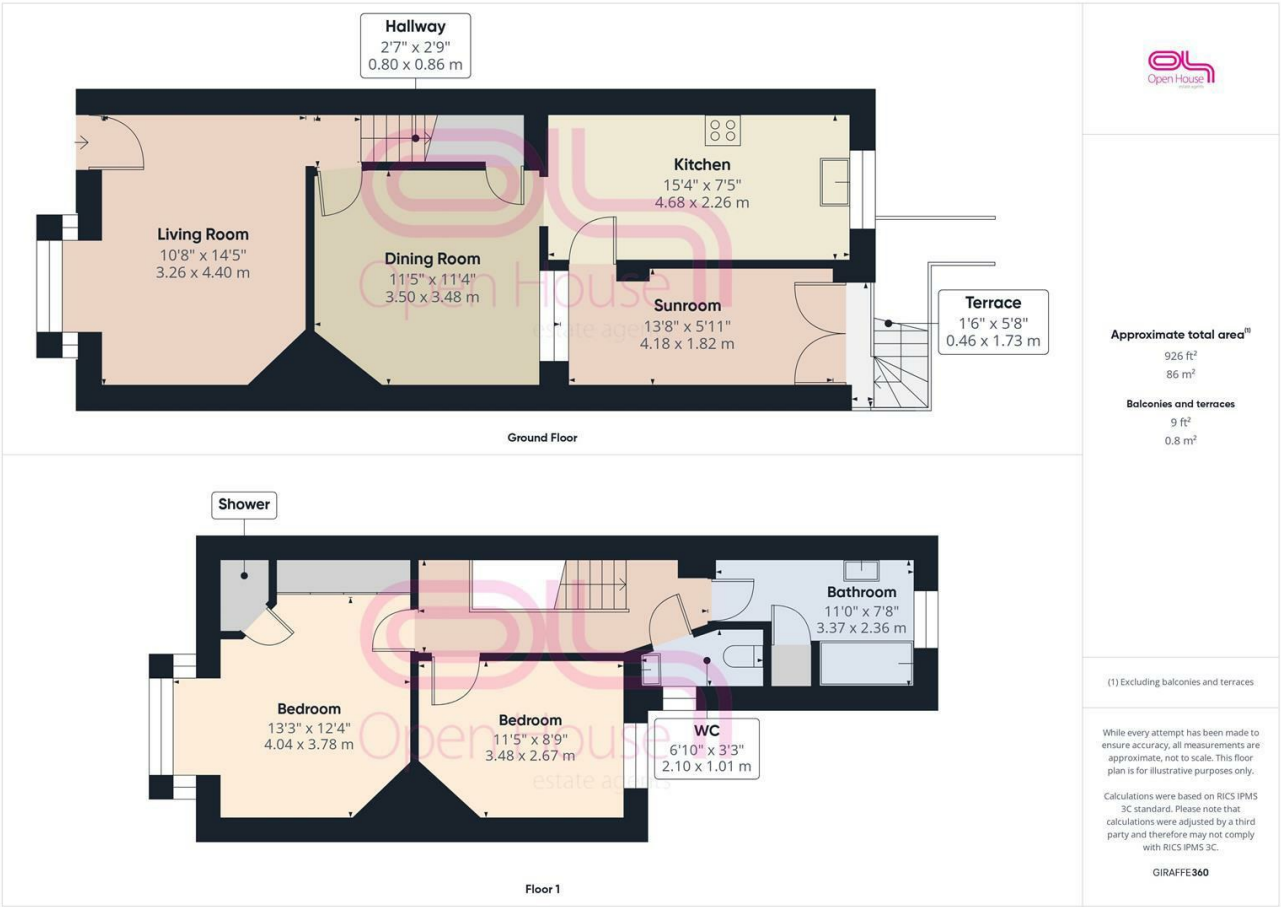 Hallway
2'7" x 2'9"
0.80 x 0.86 m
Living Room
10'8" x 14'5"
3.26 x 4.40 m
Dining Room
11'5" x 11'4"
3.50 x 3.48 m
Kitchen
15'4" x 7'5"
4.68 x 2.26 m
Sunroom
13'8" x 5'11"
4.18 x 1.82 m
Terrace
1'6" x 5'8"
0.46 x 1.73 m
Open House
estate agents
Ground Floor
Shower
Bedroom
13'3" x 12'4"
4.04 x 3.78 m
Bedroom
11'5" x 8'9"
3.48 x 2.67 m
WC
6'10" x 3'3"
2.10 x 1.01 m
Bathroom
11'0" x 7'8"
3.37 x 2.36 m
Open House
estate agents
Floor 1
Open House
estate agents
Approximate total area(1)
926 ft²
86 m²
Balconies and terraces
9 ft²
0.8 m²
(1) Excluding balconies and terraces
While every attempt has been made to
ensure accuracy, all measurements are
approximate, not to scale. This floor
plan is for illustrative purposes only.
Calculations were based on RICS IPMS
3C standard. Please note that
calculations were adjusted by a third
party and therefore may not comply
with RICS IPMS 3C.
GIRAFFE360